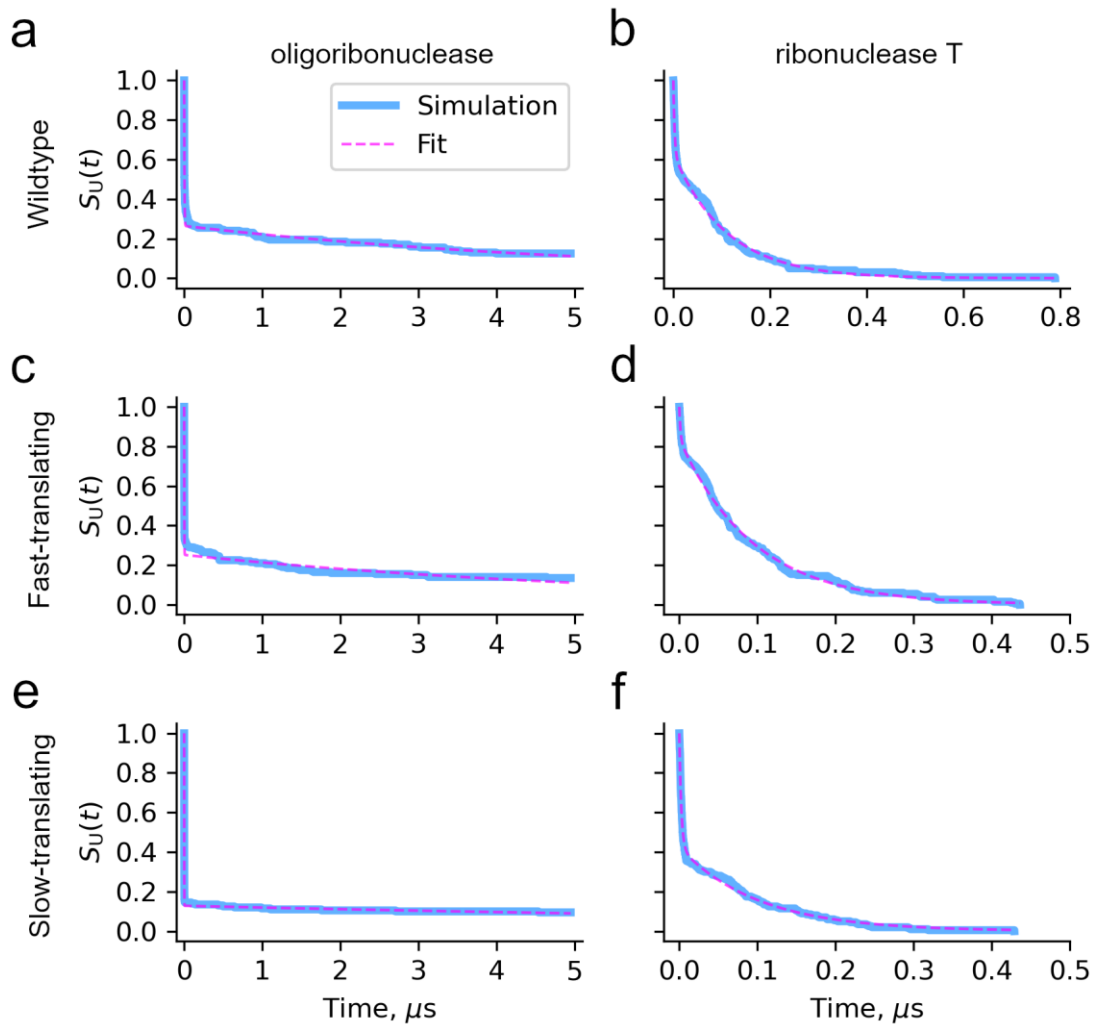 a
b
oligoribonuclease
ribonuclease T
Wildtype
S_U(t)
1.0
0.8
0.6
0.4
0.2
0.0
Simulation
Fit
0 1 2 3 4 5
0.0 0.2 0.4 0.6 0.8
c
d
Fast-translating
S_U(t)
1.0
0.8
0.6
0.4
0.2
0.0
0 1 2 3 4 5
0.0 0.1 0.2 0.3 0.4 0.5
e
f
Slow-translating
S_U(t)
1.0
0.8
0.6
0.4
0.2
0.0
0 1 2 3 4 5
0.0 0.1 0.2 0.3 0.4 0.5
Time, μs
Time, μs